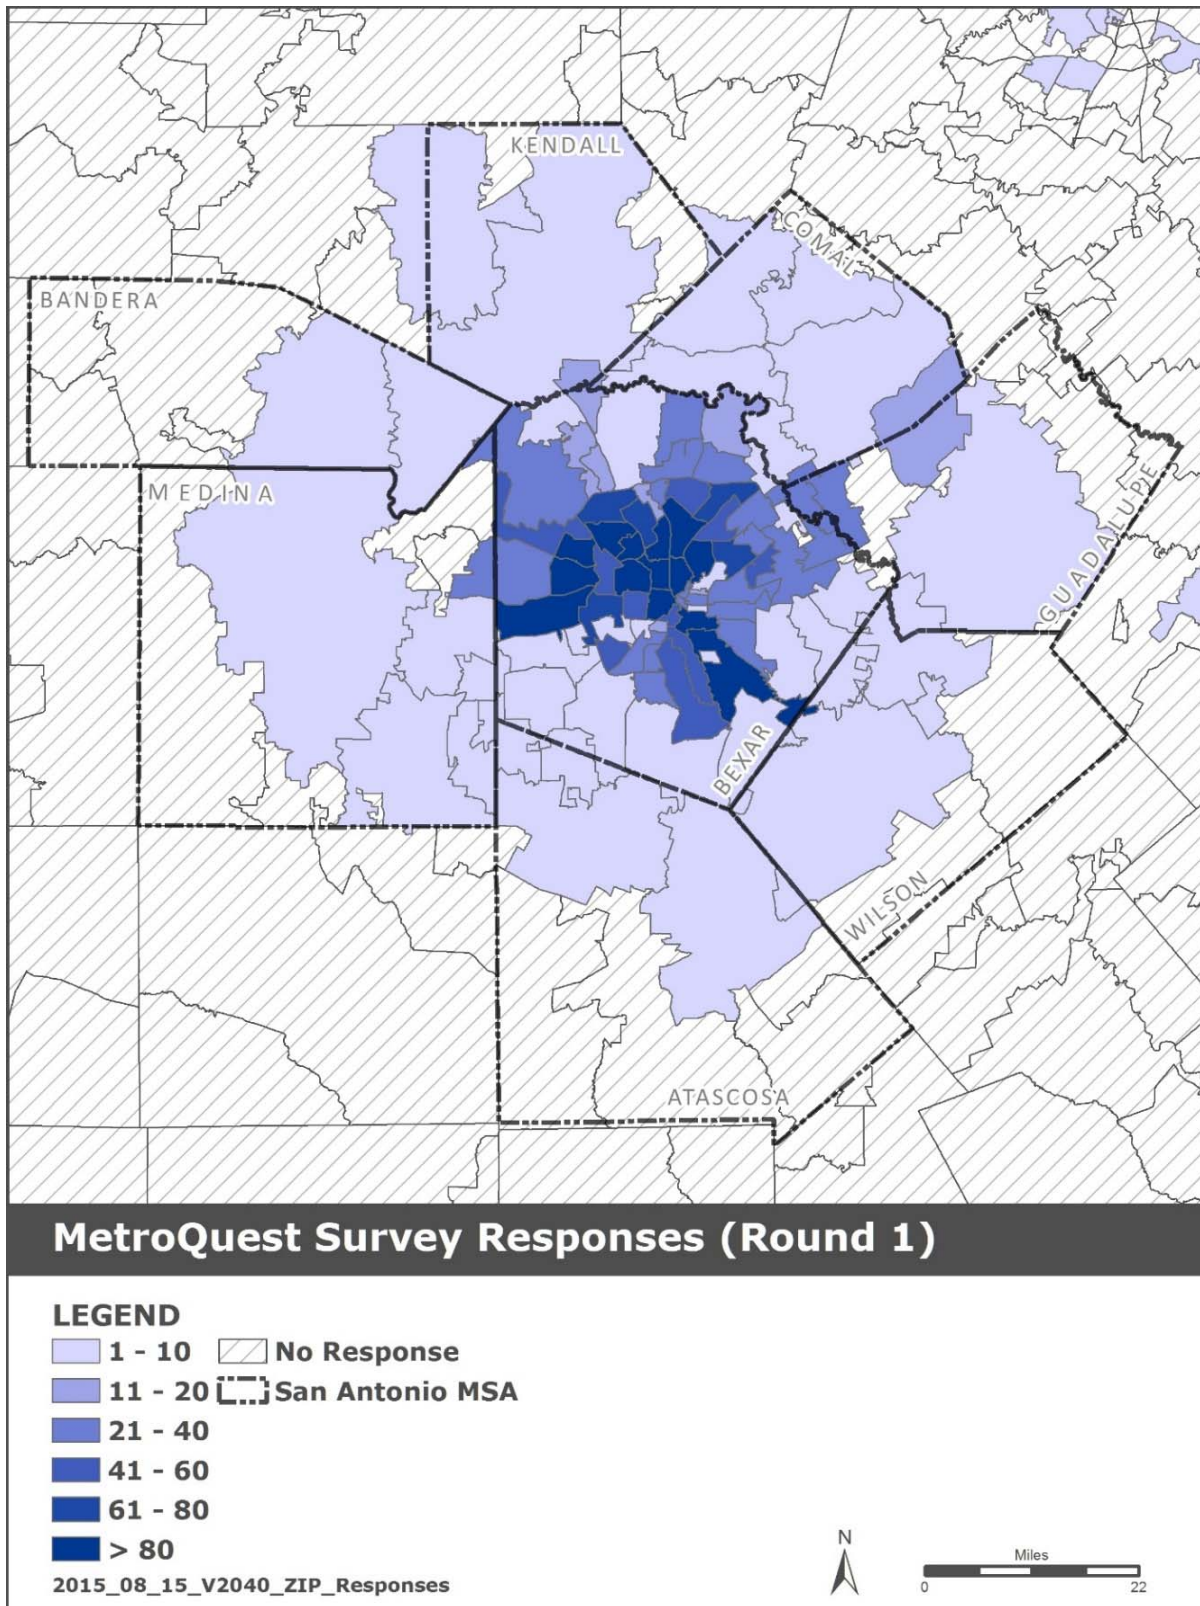 KENDALL
COMAL
BANDERA
MEDINA
GUADALUPE
BEXAR
WILSON
ATASCOSA
MetroQuest Survey Responses (Round 1)
LEGEND
1 - 10 No Response
11 - 20 San Antonio MSA
21 - 40
41 - 60
61 - 80
> 80
2015_08_15_V2040_ZIP_Responses
N
Miles
0 22